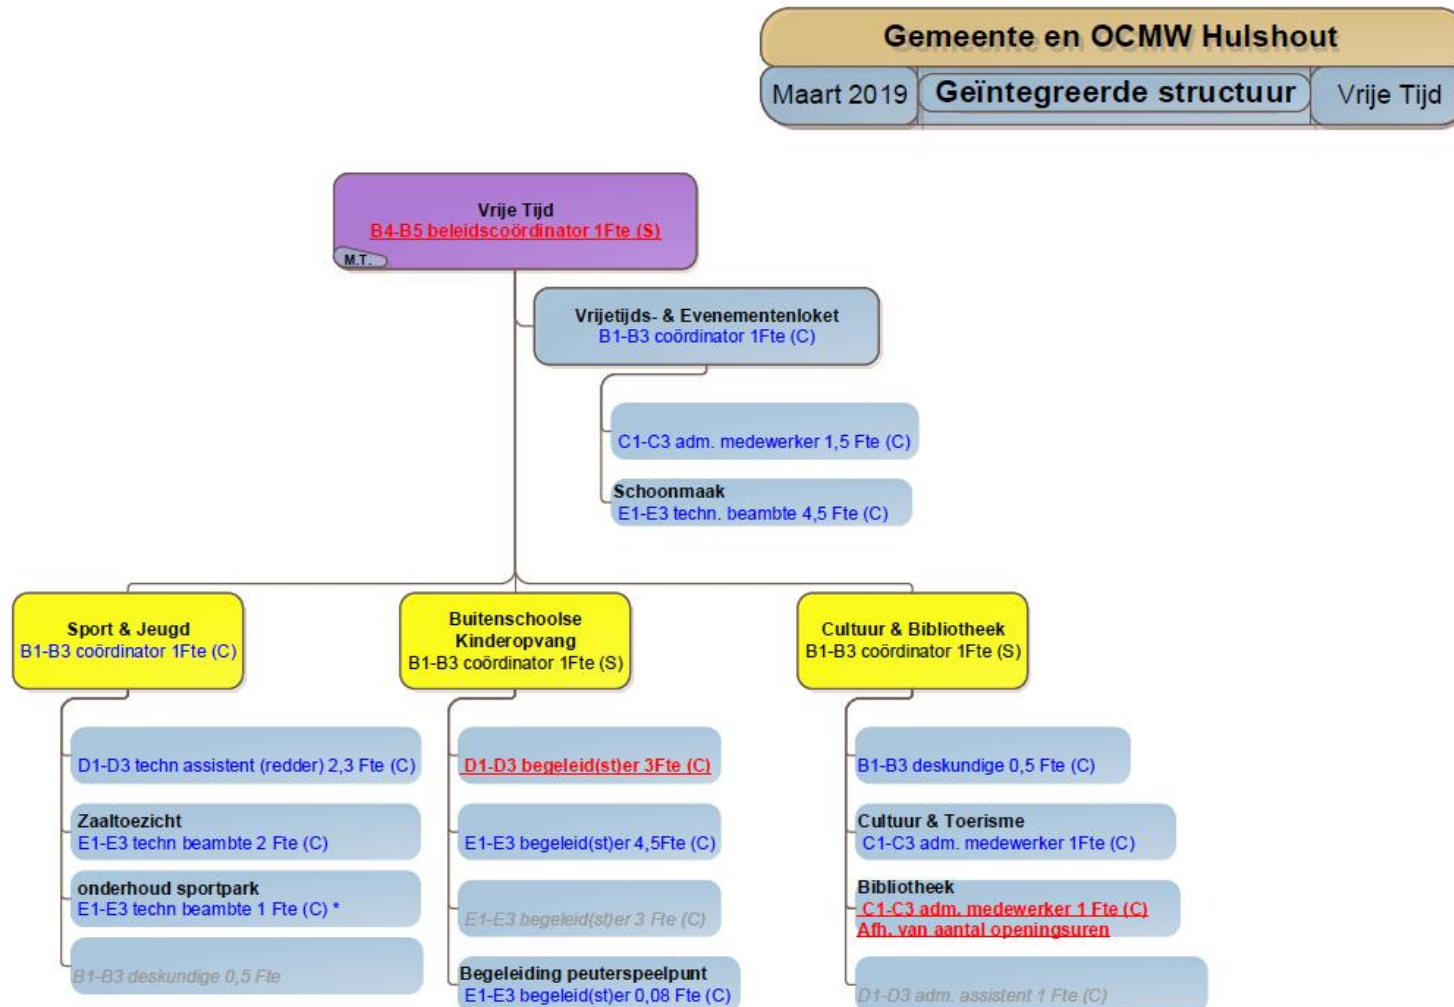 Gemeente en OCMW Hulshout
Maart 2019
Geïntegreerde structuur
Vrije Tijd
Vrije Tijd
B4-B5 beleidscoördinator 1Fte (S)
M.T.
Vrijetijds- & Evenementenloket
B1-B3 coördinator 1Fte (C)
C1-C3 adm. medewerker 1,5 Fte (C)
Schoonmaak
E1-E3 techn. beambte 4,5 Fte (C)
Sport & Jeugd
B1-B3 coördinator 1Fte (C)
D1-D3 techn assistent (redder) 2,3 Fte (C)
Zaaltoezicht
E1-E3 techn beambte 2 Fte (C)
onderhoud sportpark
E1-E3 techn beambte 1 Fte (C) *
B1-B3 deskundige 0,5 Fte
Buitenschoolse
Kinderopvang
B1-B3 coördinator 1Fte (S)
D1-D3 begeleid(st)er 3Fte (C)
E1-E3 begeleid(st)er 4,5Fte (C)
E1-E3 begeleid(st)er 3 Fte (C)
Begeleiding peuterspeelpunt
E1-E3 begeleid(st)er 0,08 Fte (C)
Cultuur & Bibliotheek
B1-B3 coördinator 1Fte (S)
B1-B3 deskundige 0,5 Fte (C)
Cultuur & Toerisme
C1-C3 adm. medewerker 1Fte (C)
Bibliotheek
C1-C3 adm. medewerker 1 Fte (C)
Afh. van aantal openingsuren
D1-D3 adm. assistent 1 Fte (C)